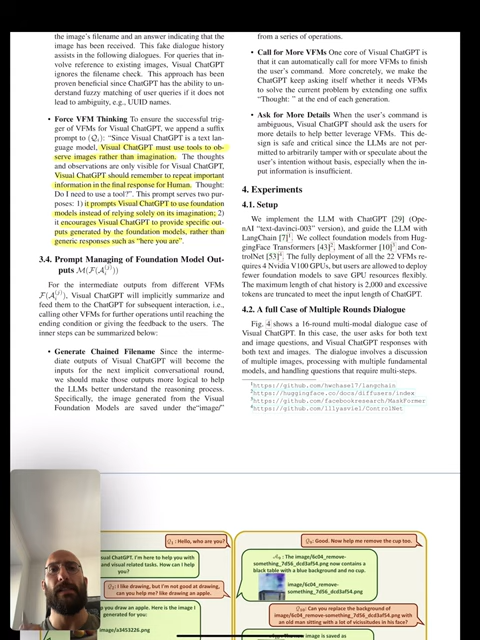 the image's filename and an answer indicating that the
image has been received. This fake dialogue history
assists in the following dialogues. For queries that in-
volve reference to existing images, Visual ChatGPT
ignores the filename check. This approach has been
proven beneficial since ChatGPT has the ability to un-
derstand fuzzy matching of user queries if it does not
lead to ambiguity, e.g., UUID names.
• Force VFM Thinking To ensure the successful trig-
ger of VFMs for Visual ChatGPT, we append a suffix
prompt to (Qi): "Since Visual ChatGPT is a text lan-
guage model, Visual ChatGPT must use tools to ob-
serve images rather than imagination. The thoughts
and observations are only visible for Visual ChatGPT,
Visual ChatGPT should remember to repeat important
information in the final response for Human. Thought:
Do I need to use a tool?". This prompt serves two pur-
poses: 1) it prompts Visual ChatGPT to use foundation
models instead of relying solely on its imagination; 2)
it encourages Visual ChatGPT to provide specific out-
puts generated by the foundation models, rather than
generic responses such as "here you are".
3.4. Prompt Managing of Foundation Model Out-
puts M(F(A_i^(j)))
For the intermediate outputs from different VFMs
F(A_i^(j)), Visual ChatGPT will implicitly summarize and
feed them to the ChatGPT for subsequent interaction, i.e.,
calling other VFMs for further operations until reaching the
ending condition or giving the feedback to the users. The
inner steps can be summarized below:
• Generate Chained Filename Since the interme-
diate outputs of Visual ChatGPT will become the
inputs for the next implicit conversational round,
we should make those outputs more logical to help
the LLMs better understand the reasoning process.
Specifically, the image generated from the Visual
Foundation Models are saved under the"image/"
from a series of operations.
• Call for More VFMs One core of Visual ChatGPT is
that it can automatically call for more VFMs to finish
the user's command. More concretely, we make the
ChatGPT keep asking itself whether it needs VFMs
to solve the current problem by extending one suffix
"Thought: " at the end of each generation.
• Ask for More Details When the user's command is
ambiguous, Visual ChatGPT should ask the users for
more details to help better leverage VFMs. This de-
sign is safe and critical since the LLMs are not per-
mitted to arbitrarily tamper with or speculate about the
user's intention without basis, especially when the in-
put information is insufficient.
4. Experiments
4.1. Setup
We implement the LLM with ChatGPT [29] (Ope-
nAI "text-davinci-003" version), and guide the LLM with
LangChain [7]1. We collect foundation models from Hug-
gingFace Transformers [43]2, Maskformer [10]3 and Con-
trolNet [53]4. The fully deployment of all the 22 VFMs re-
quires 4 Nvidia V100 GPUs, but users are allowed to deploy
fewer foundation models to save GPU resources flexibly.
The maximum length of chat history is 2,000 and excessive
tokens are truncated to meet the input length of ChatGPT.
4.2. A full Case of Multiple Rounds Dialogue
Fig. 4 shows a 16-round multi-modal dialogue case of
Visual ChatGPT. In this case, the user asks for both text
and image questions, and Visual ChatGPT responses with
both text and images. The dialogue involves a discussion of
multiple images, processing with multiple fundamental
models, and handling questions that require multi-steps.
1https://github.com/hwchase17/langchain
2https://huggingface.co/docs/diffusers/index
3https://github.com/facebookresearch/MaskFormer
4https://github.com/lllyasviel/ControlNet
Q1: Hello, who are you?
ual ChatGPT. I'm here to help you with
and visual related tasks. How can I help
you?
Q2: I like drawing, but I'm not good at drawing,
can you help me? like drawing an apple.
you draw an apple. Here is the image I
generated for you:
image/a3453226.png
Q9: Good. Now help me remove the cup too.
A9: The image/6c04_remove-
something_7d56_dcd3af54.png now contains a
black table with a blue background and no cup.
image/6c04_remove-
something_7d56_dcd3af54.png
Q10: Can you replace the background of
image/6c04_remove-something_7d56_dcd3af54.png with
an old man sitting with a lot of vicissitudes in his face?
image is saved as